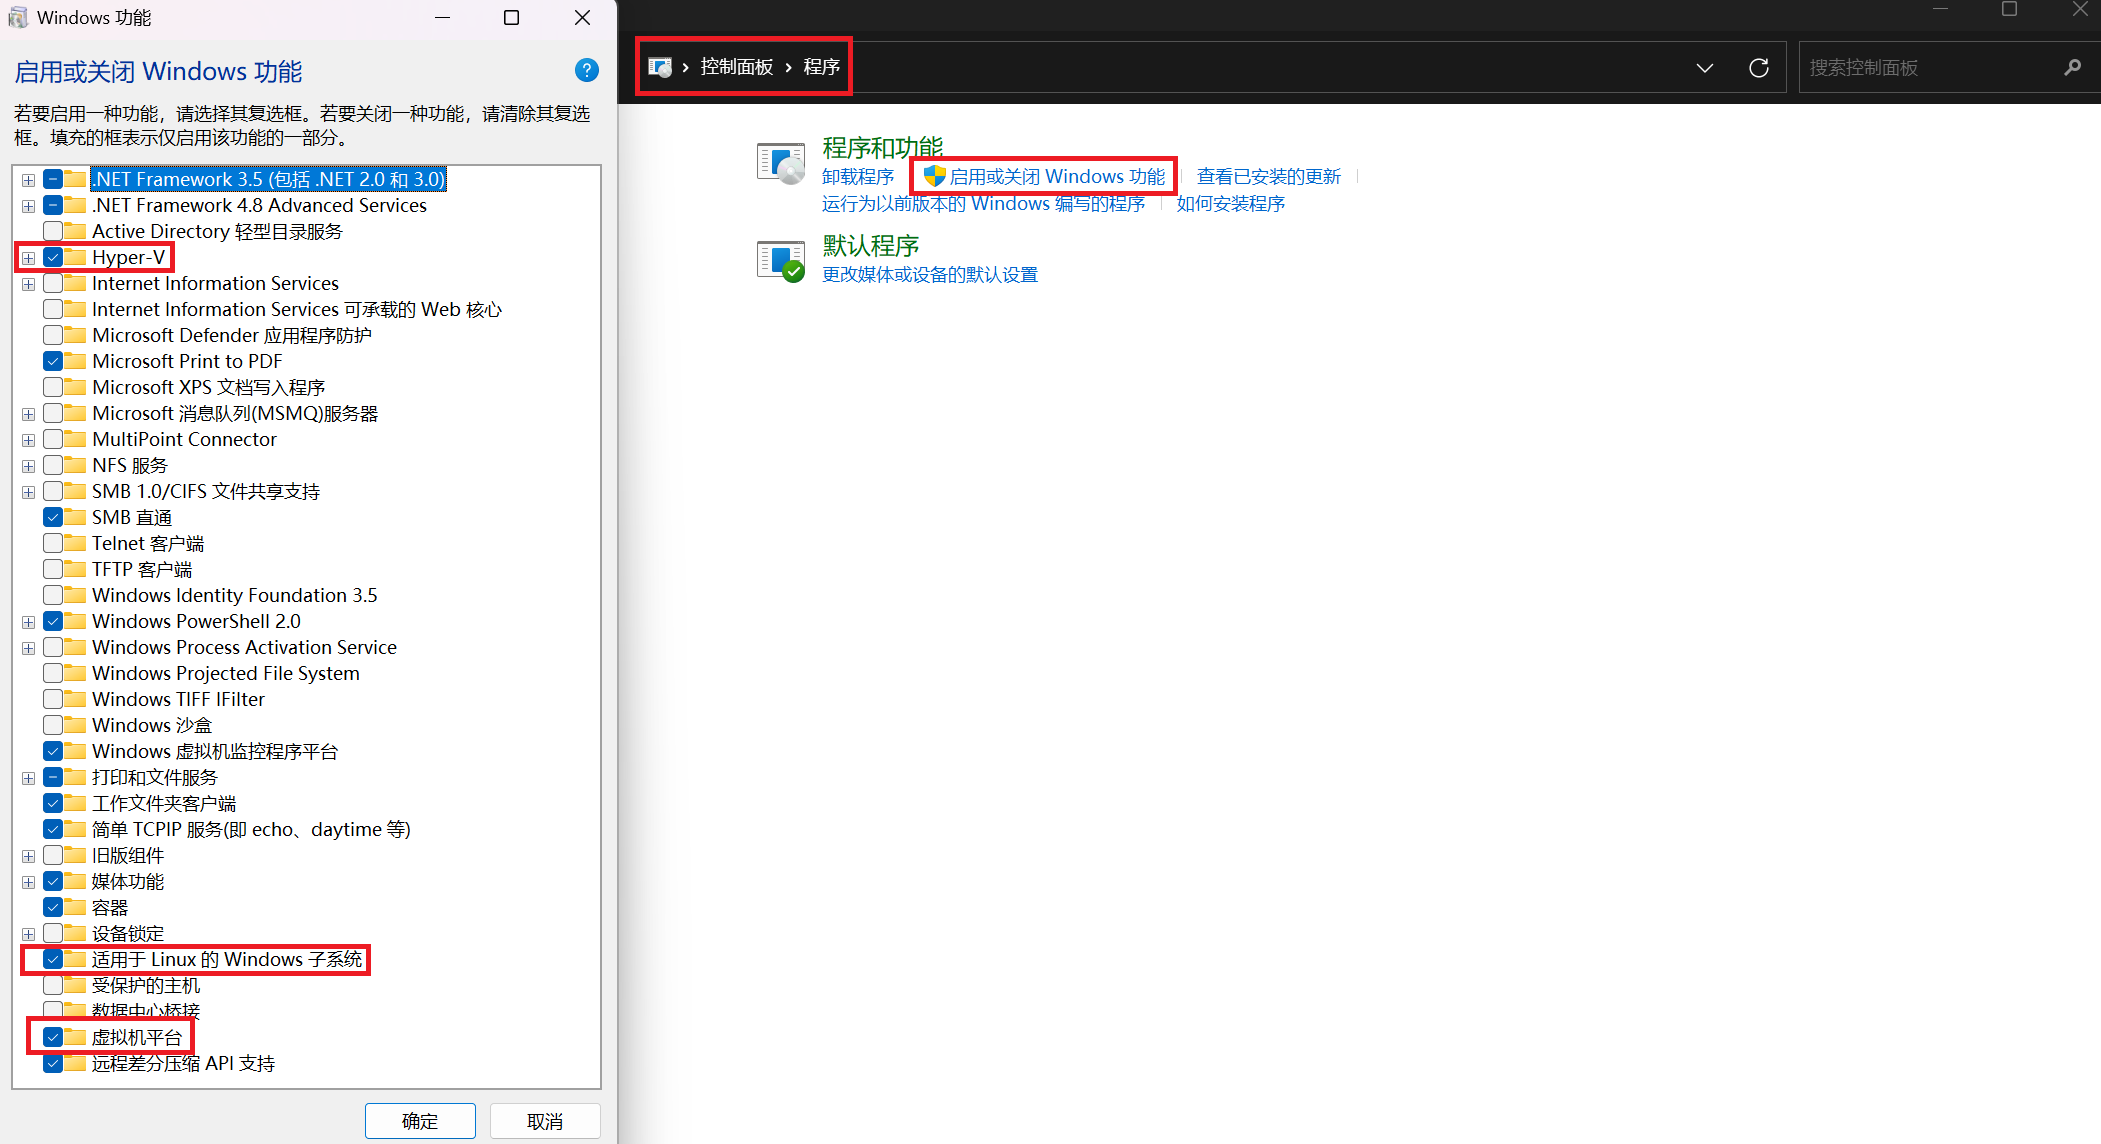 Windows 功能
启用或关闭 Windows 功能
若要启用一种功能，请选择其复选框。若要关闭一种功能，请清除其复选
框。填充的框表示仅启用该功能的一部分。
.NET Framework 3.5 (包括 .NET 2.0 和 3.0)
.NET Framework 4.8 Advanced Services
Active Directory 轻型目录服务
Hyper-V
Internet Information Services
Internet Information Services 可承载的 Web 核心
Microsoft Defender 应用程序防护
Microsoft Print to PDF
Microsoft XPS 文档写入程序
Microsoft 消息队列(MSMQ)服务器
MultiPoint Connector
NFS 服务
SMB 1.0/CIFS 文件共享支持
SMB 直通
Telnet 客户端
TFTP 客户端
Windows Identity Foundation 3.5
Windows PowerShell 2.0
Windows Process Activation Service
Windows Projected File System
Windows TIFF IFilter
Windows 沙盒
Windows 虚拟机监控程序平台
打印和文件服务
工作文件夹客户端
简单 TCPIP 服务(即 echo、daytime 等)
旧版组件
媒体功能
容器
设备锁定
适用于 Linux 的 Windows 子系统
受保护的主机
数据中心桥接
虚拟机平台
远程差分压缩 API 支持
确定
取消
控制面板 › 程序
搜索控制面板
程序和功能
卸载程序 启用或关闭 Windows 功能 查看已安装的更新
运行为以前版本的 Windows 编写的程序 如何安装程序
默认程序
更改媒体或设备的默认设置